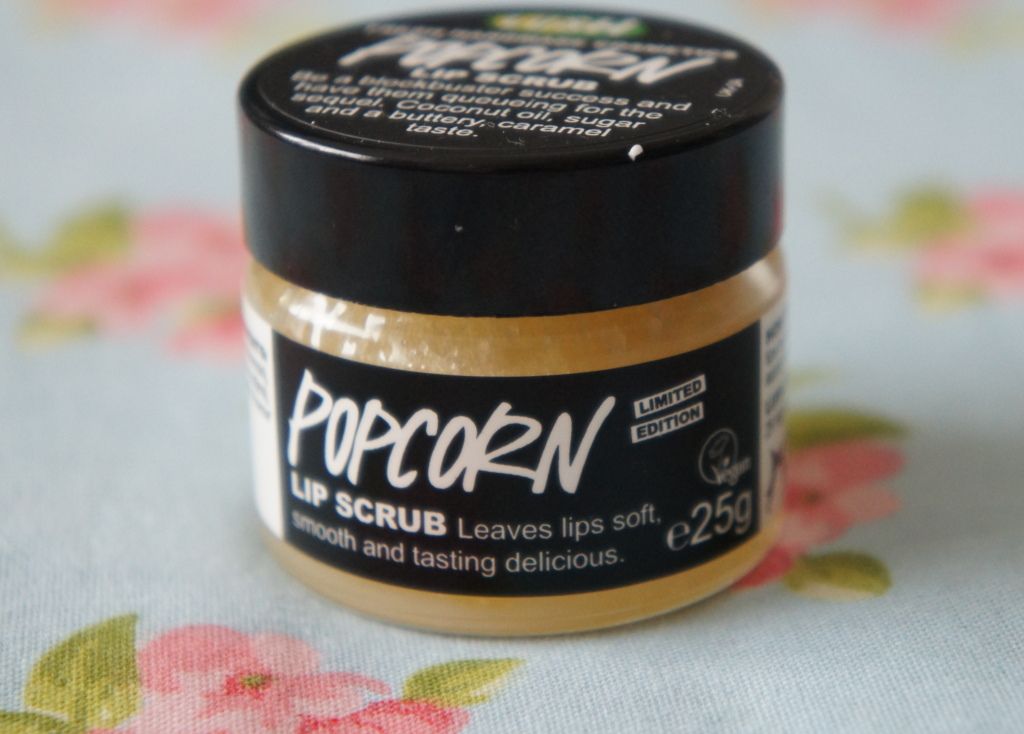 LUSH
POPCORN
LIP SCRUB
Be a blockbuster success and
have them queueing for the
sequel. Coconut oil, sugar
and a buttery, caramel
taste.
POPCORN
LIMITED
EDITION
Vegan
LIP SCRUB Leaves lips soft,
smooth and tasting delicious.
e25g